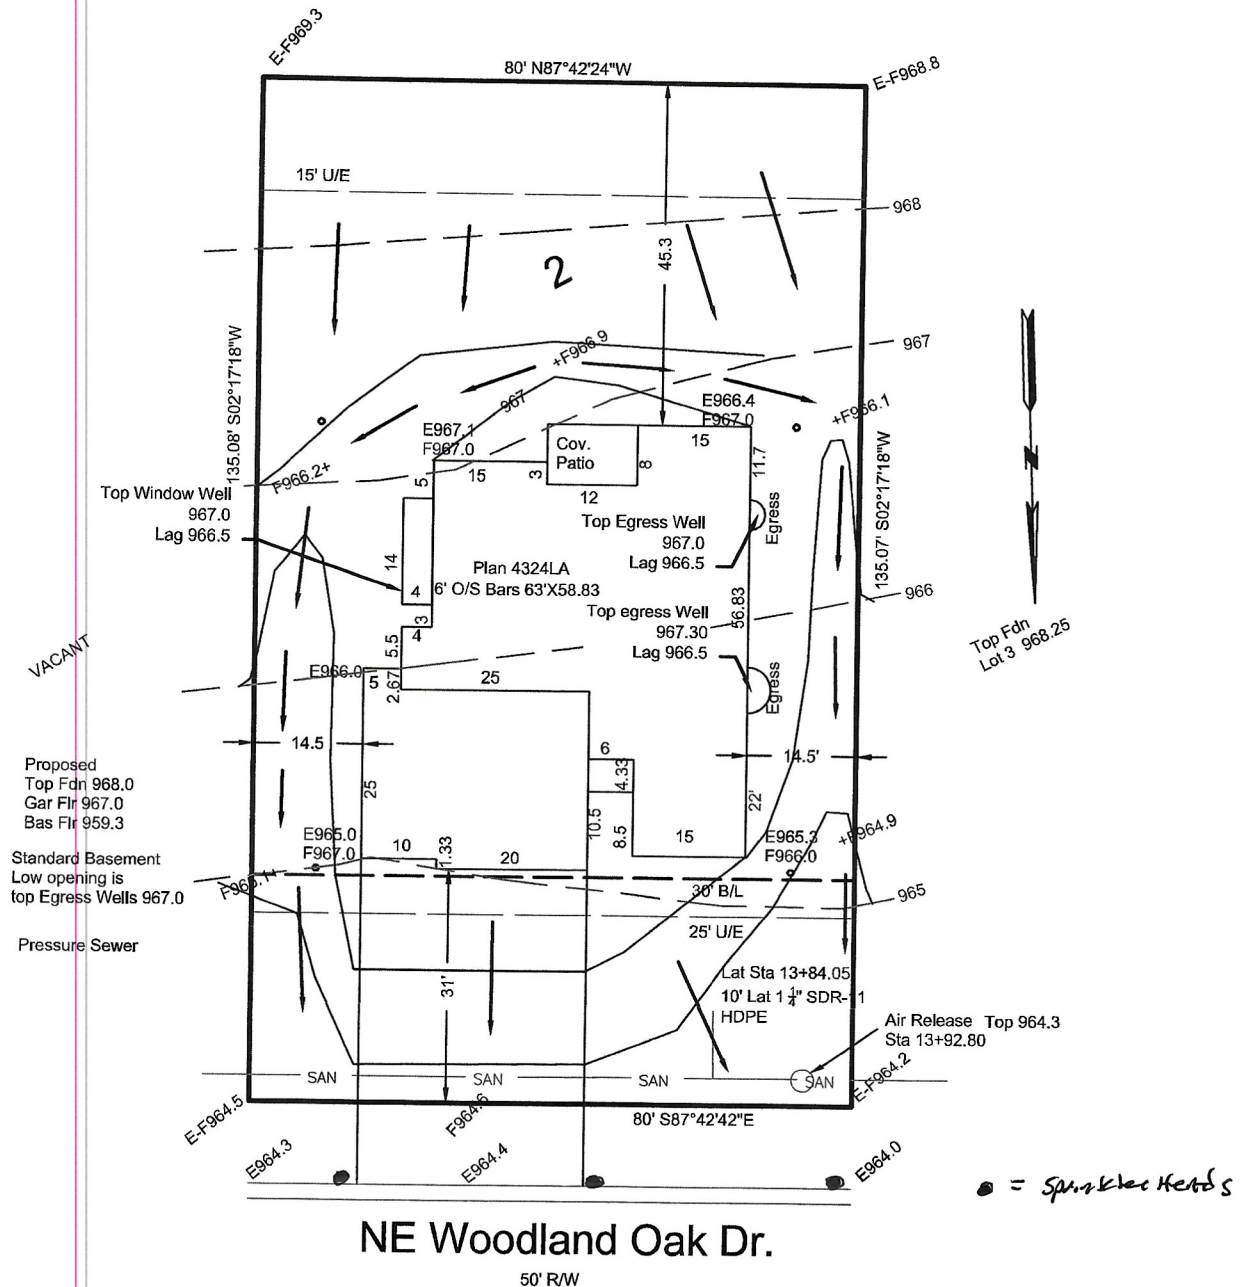 E-F969.3
80' N87°42'24"W
E-F968.8
15' U/E
968
2
45.3
135.08' S02°17'18"W
967
+F966.9
967
E966.4
F967.0
+F966.1
E967.1
F967.0
15
Cov.
Patio
15
3
8
12
11.7
5
F966.2+
Top Window Well
967.0
Lag 966.5
Egress
Top Egress Well
967.0
Lag 966.5
135.07' S02°17'18"W
14
4
Plan 4324LA
6' O/S Bars 63'X58.83
Top egress Well
967.30
Lag 966.5
56.83
966
N
Top Fdn
Lot 3 968.25
3
4
5.5
VACANT
E966.0
5
2.67
25
Egress
14.5
14.5'
6
4.33
Proposed
Top Fdn 968.0
Gar Flr 967.0
Bas Flr 959.3
25
22'
10.5
8.5
Standard Basement
Low opening is
top Egress Wells 967.0
E965.0
F967.0
10
1.33
20
15
E965.3
F966.0
+F964.9
30' B/L
965
25' U/E
Pressure Sewer
31'
Lat Sta 13+84.05
10' Lat 1 1/4" SDR-11
HDPE
Air Release Top 964.3
Sta 13+92.80
SAN
SAN
SAN
SAN
E-F964.2
E-F964.5
F964.6
80' S87°42'42"E
E964.3
E964.4
E964.0
= Sprinkler Heads
NE Woodland Oak Dr.
50' R/W